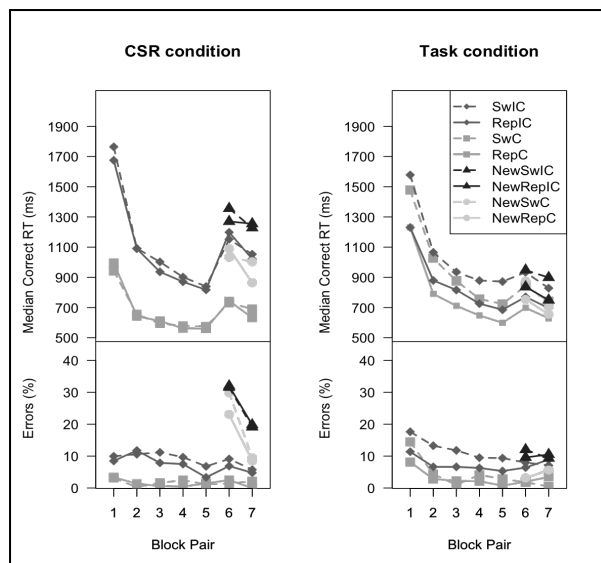 CSR condition
Task condition
Median Correct RT (ms)
1900
1700
1500
1300
1100
900
700
500
Errors (%)
40
30
20
10
0
1 2 3 4 5 6 7
Block Pair
Median Correct RT (ms)
1900
1700
1500
1300
1100
900
700
500
SwIC
RepIC
SwC
RepC
NewSwIC
NewRepIC
NewSwC
NewRepC
Errors (%)
40
30
20
10
0
1 2 3 4 5 6 7
Block Pair